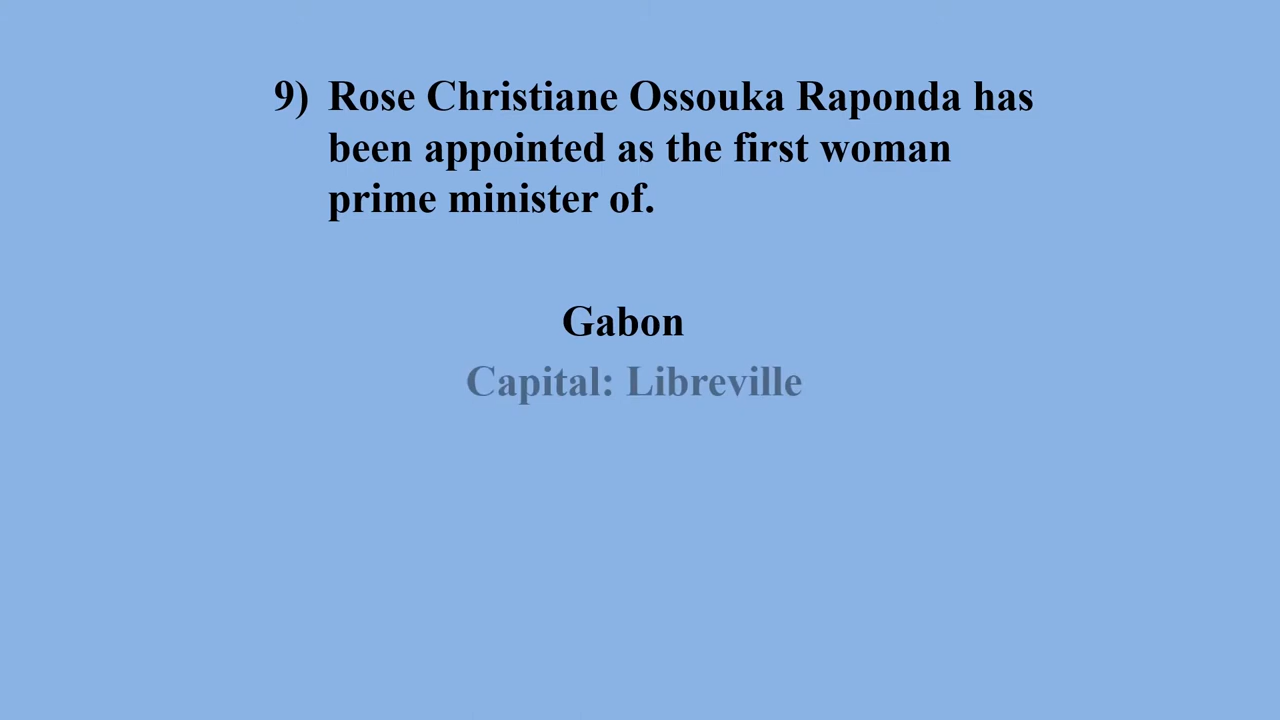 9) Rose Christiane Ossouka Raponda has
been appointed as the first woman
prime minister of.
Gabon
Capital: Libreville